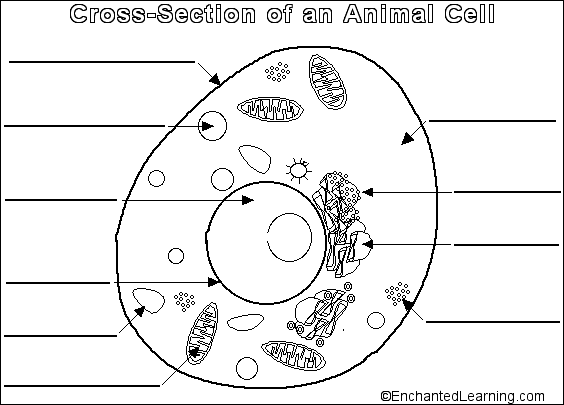 Cross-Section of an Animal Cell
©EnchantedLearning.com